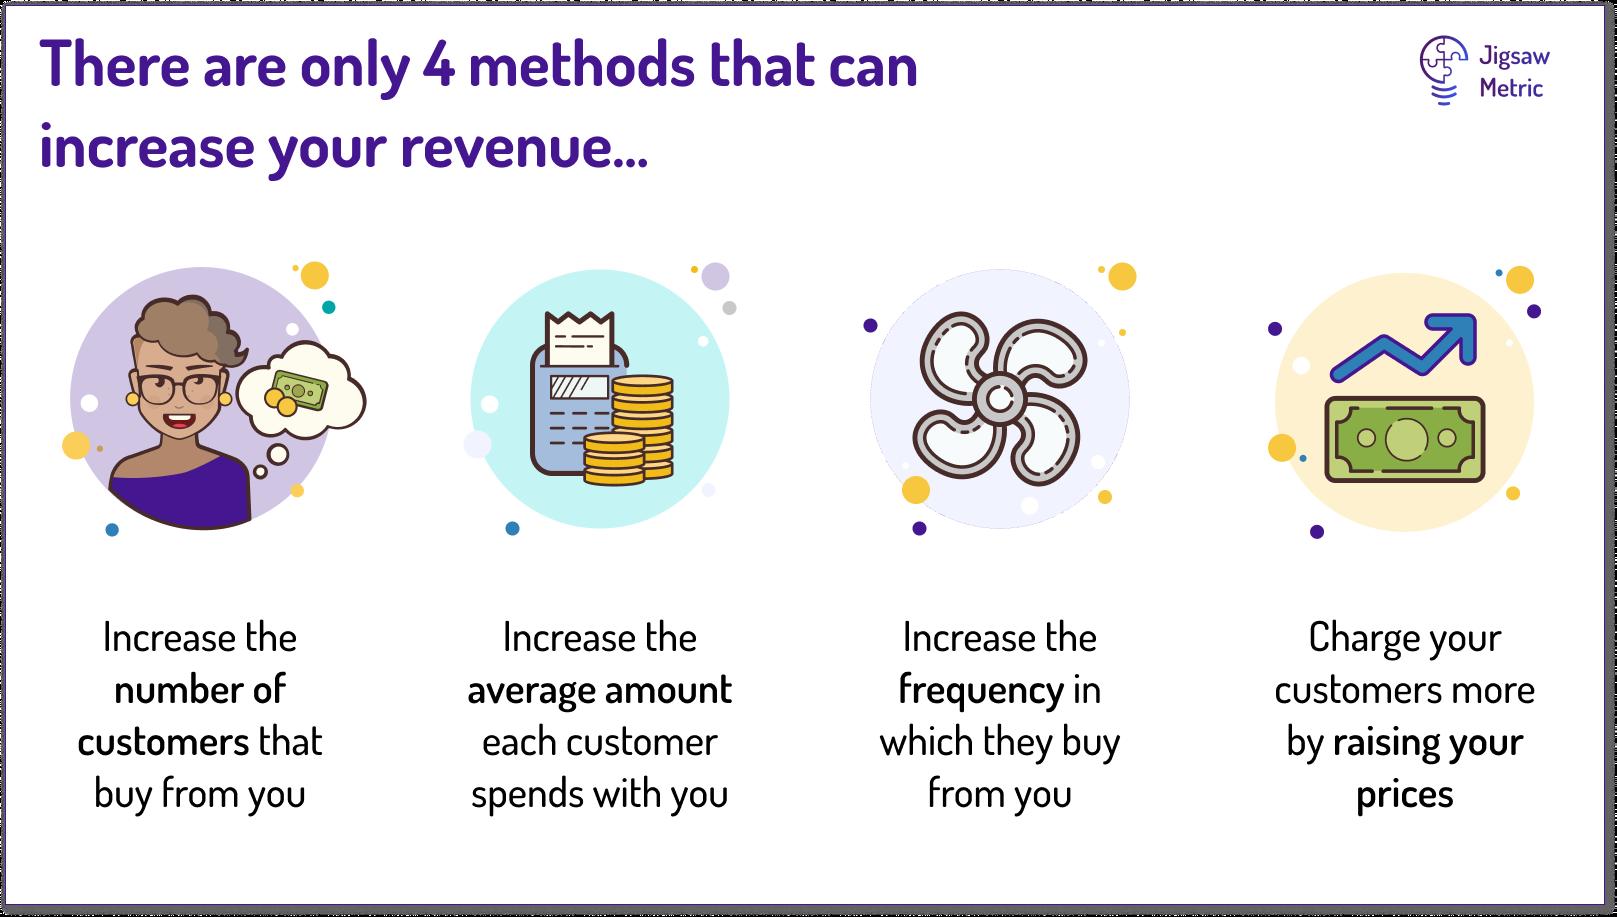 There are only 4 methods that can
increase your revenue...
Jigsaw
Metric
Increase the
number of
customers that
buy from you
Increase the
average amount
each customer
spends with you
Increase the
frequency in
which they buy
from you
Charge your
customers more
by raising your
prices